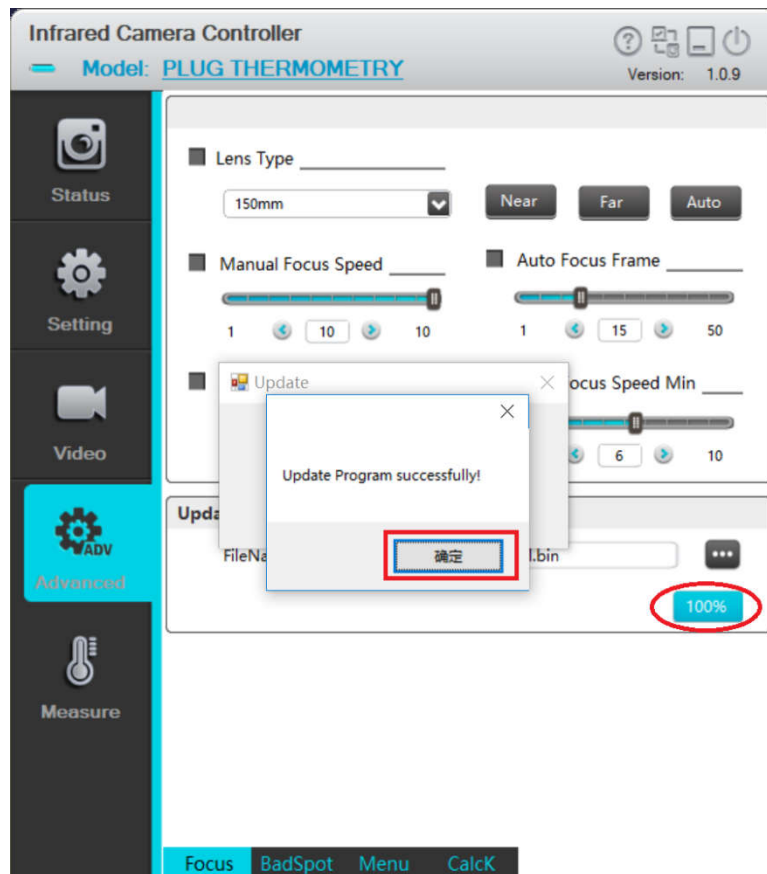 Infrared Camera Controller
Model: PLUG THERMOMETRY
Version: 1.0.9
Status
Setting
Video
ADV
Advanced
Measure
Lens Type
150mm
Near
Far
Auto
Manual Focus Speed
Auto Focus Frame
1 10 10
1 15 50
ocus Speed Min
6 10
Update
Update Program successfully!
确定
Upda
FileNa
.bin
100%
Focus BadSpot Menu CalcK